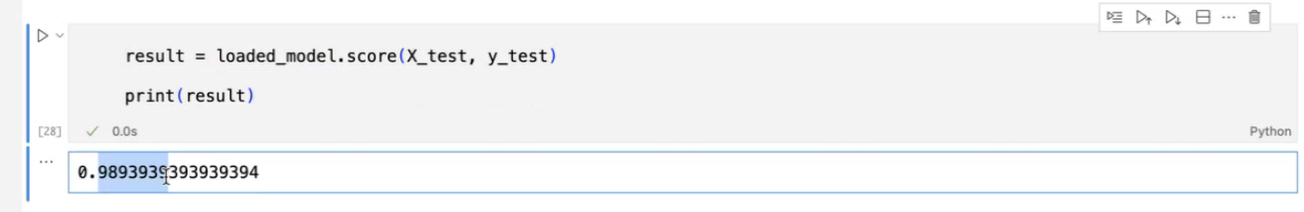 result = loaded_model.score(X_test, y_test)
print(result)
[28] 0.0s Python
0.9893939393939394